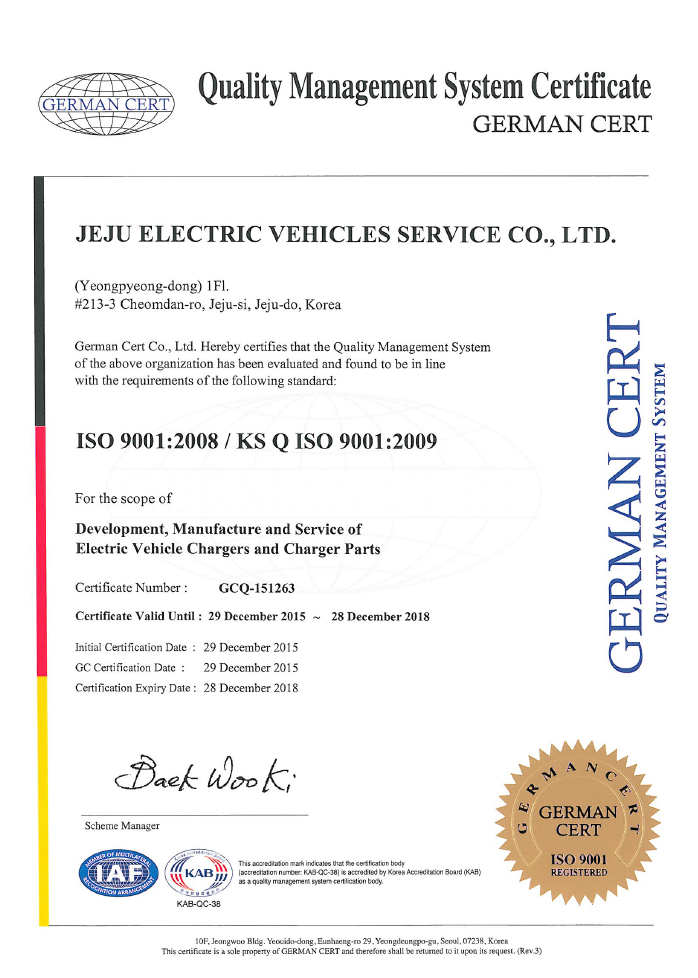 GERMAN CERT
Quality Management System Certificate
GERMAN CERT
JEJU ELECTRIC VEHICLES SERVICE CO., LTD.
(Yeongpyeong-dong) 1Fl.
#213-3 Cheomdan-ro, Jeju-si, Jeju-do, Korea
German Cert Co., Ltd. Hereby certifies that the Quality Management System
of the above organization has been evaluated and found to be in line
with the requirements of the following standard:
ISO 9001:2008 / KS Q ISO 9001:2009
For the scope of
Development, Manufacture and Service of
Electric Vehicle Chargers and Charger Parts
Certificate Number : GCQ-151263
Certificate Valid Until : 29 December 2015 ~ 28 December 2018
Initial Certification Date : 29 December 2015
GC Certification Date : 29 December 2015
Certification Expiry Date : 28 December 2018
GERMAN CERT
QUALITY MANAGEMENT SYSTEM
Baek Woo Ki
Scheme Manager
MEMBER OF MULTILATERAL
IAF
RECOGNITION ARRANGEMENT
KAB
KAB-QC-38
This accreditation mark indicates that the certification body
(accreditation number: KAB-QC-38) is accredited by Korea Accreditation Board (KAB)
as a quality management system certification body.
GERMAN CERT
GERMAN
CERT
ISO 9001
REGISTERED
10F, Jeongwoo Bldg. Yeouido-dong, Eunhaeng-ro 29, Yeongdeungpo-gu, Seoul, 07238, Korea
This certificate is a sole property of GERMAN CERT and therefore shall be returned to it upon its request. (Rev.3)